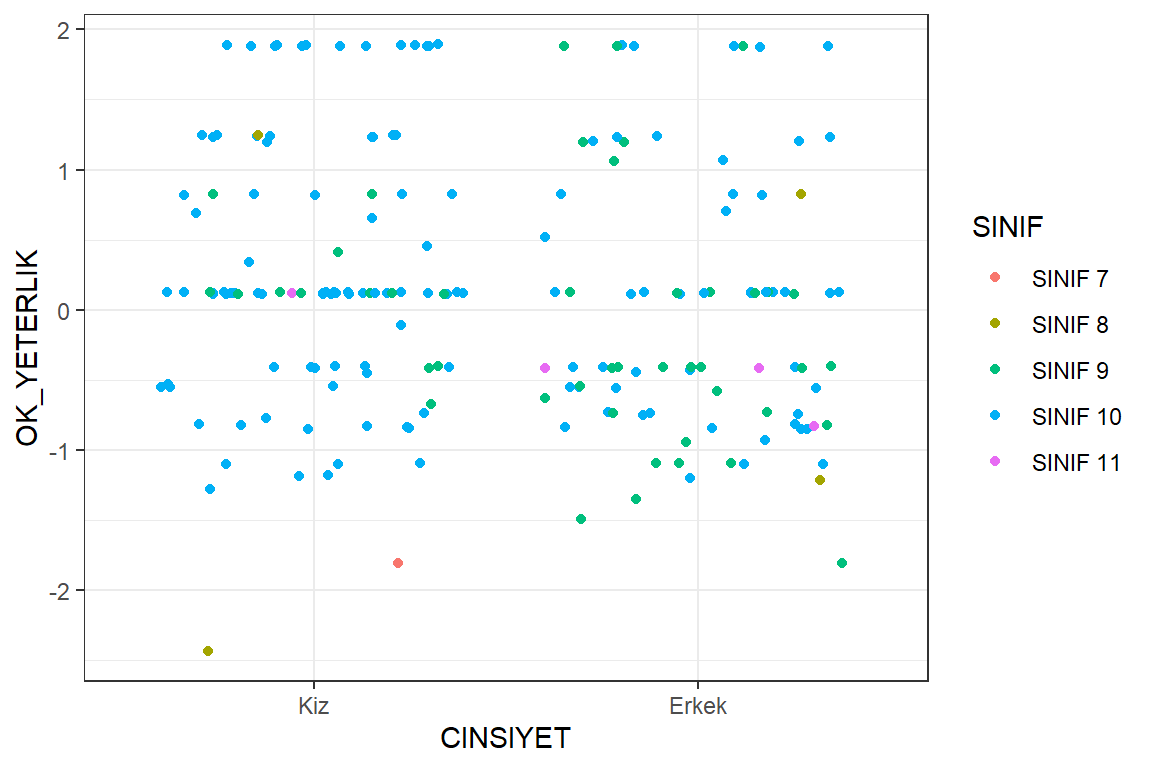 2
1
0
-1
-2
OK_YETERLIK
Kiz
Erkek
CINSIYET
SINIF
SINIF 7
SINIF 8
SINIF 9
SINIF 10
SINIF 11